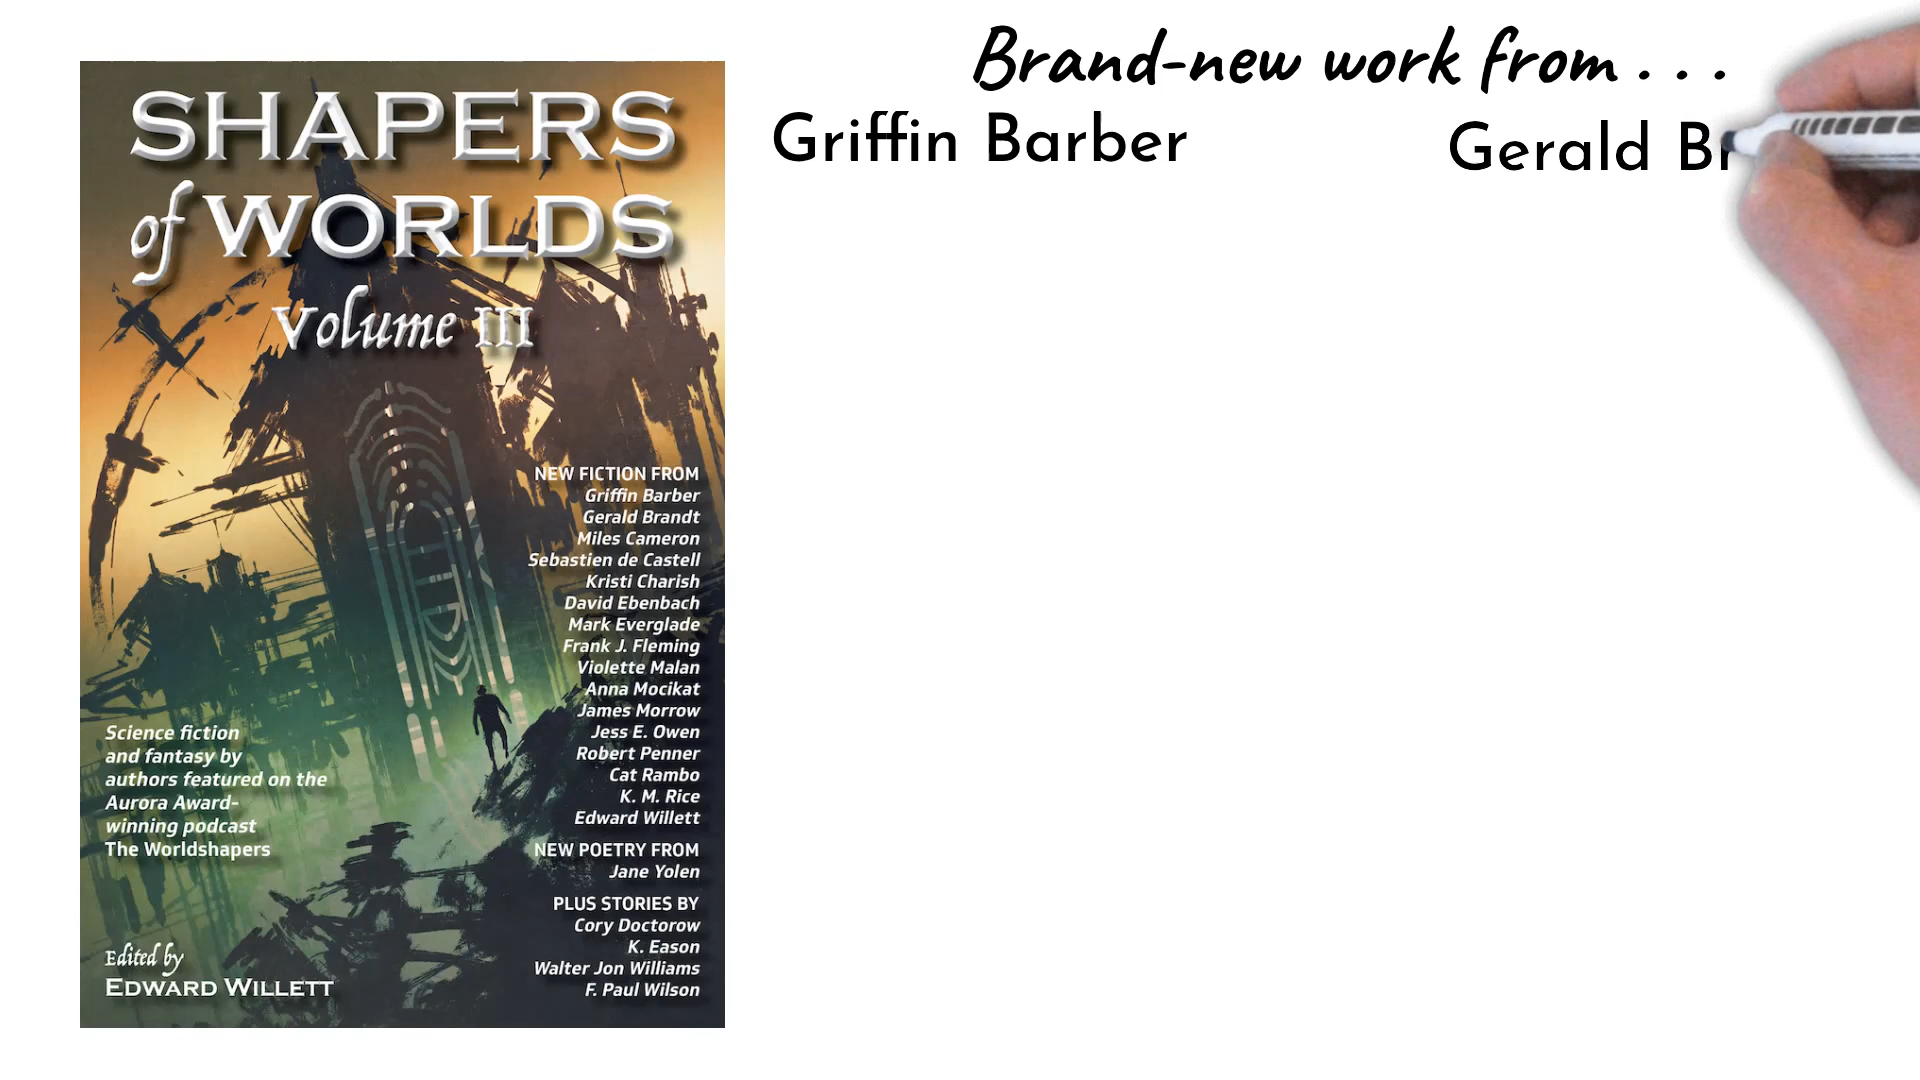 SHAPERS
of WORLDS
Volume III
NEW FICTION FROM
Griffin Barber
Gerald Brandt
Miles Cameron
Sebastien de Castell
Kristi Charish
David Ebenbach
Mark Everglade
Frank J. Fleming
Violette Malan
Anna Mocikat
James Morrow
Jess E. Owen
Robert Penner
Cat Rambo
K. M. Rice
Edward Willett
NEW POETRY FROM
Jane Yolen
PLUS STORIES BY
Cory Doctorow
K. Eason
Walter Jon Williams
F. Paul Wilson
Science fiction
and fantasy by
authors featured on the
Aurora Award-
winning podcast
The Worldshapers
Edited by
EDWARD WILLETT
Brand-new work from . . .
Griffin Barber
Gerald Br